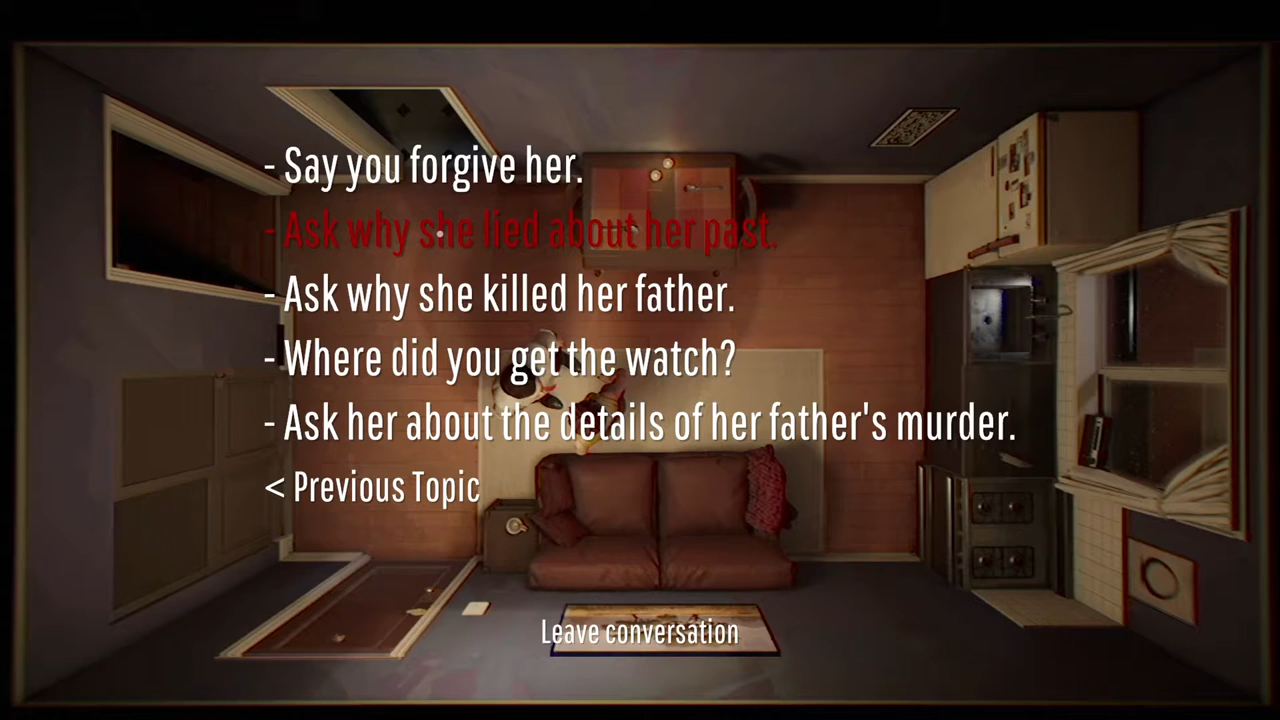 - Say you forgive her.
- Ask why she lied about her past.
- Ask why she killed her father.
- Where did you get the watch?
- Ask her about the details of her father's murder.
< Previous Topic
Leave conversation